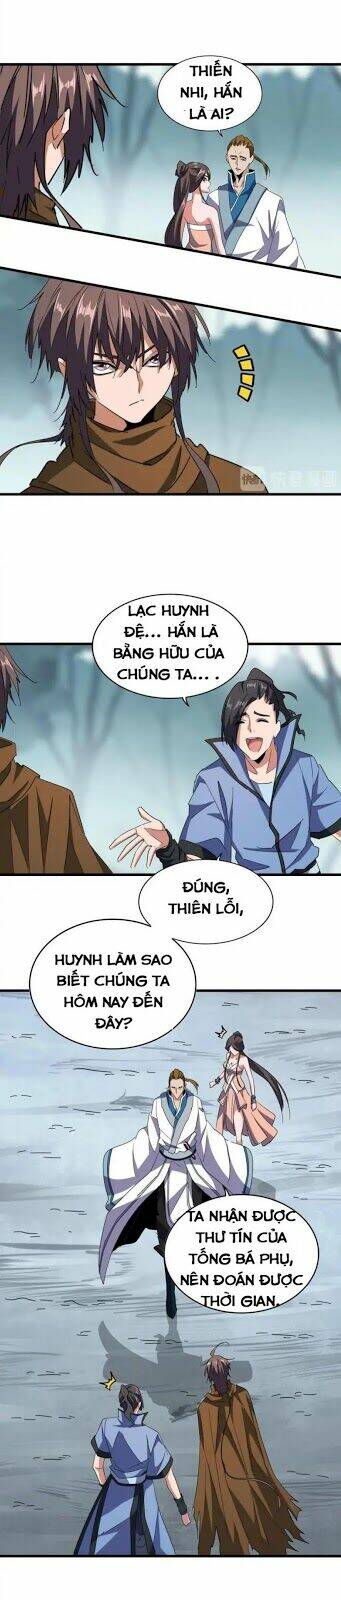 THIẾN
NHI, HẮN
LÀ AI?
LẠC HUYNH
ĐỆ... HẮN LÀ
BẰNG HỮU CỦA
CHÚNG TA... .
ĐÚNG,
THIÊN LÔI,
HUYNH LÀM SAO
BIẾT CHÚNG TA
HÔM NAY ĐẾN
ĐÂY?
TA NHẬN ĐƯỢC
THƯ TÍN CỦA
TỐNG BÁ PHỤ,
NÊN ĐOÁN ĐƯỢC
THỜI GIAN.